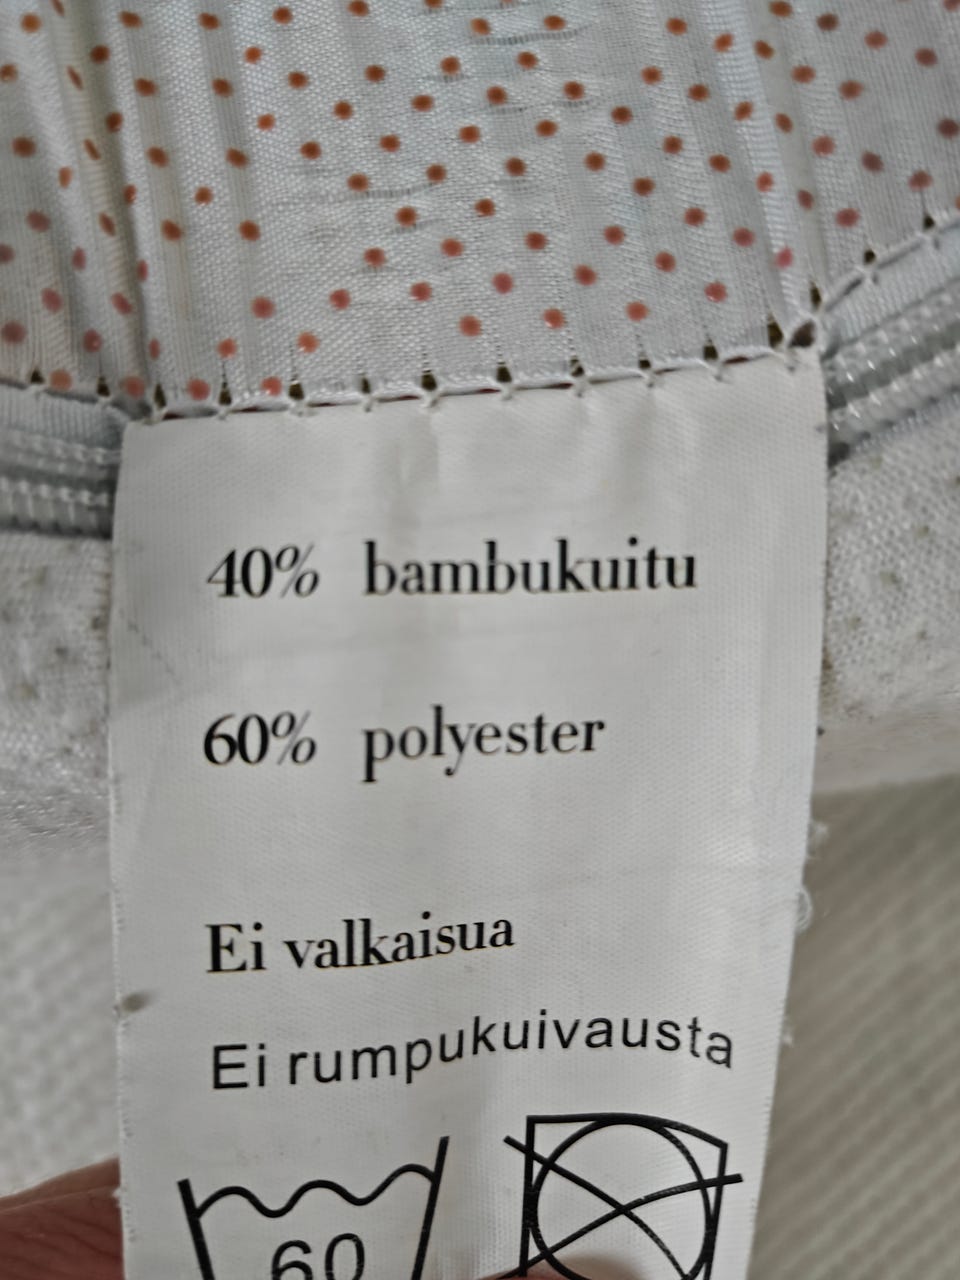 40% bambukuitu
60% polyester
Ei valkaisua
Ei rumpukuivausta
60